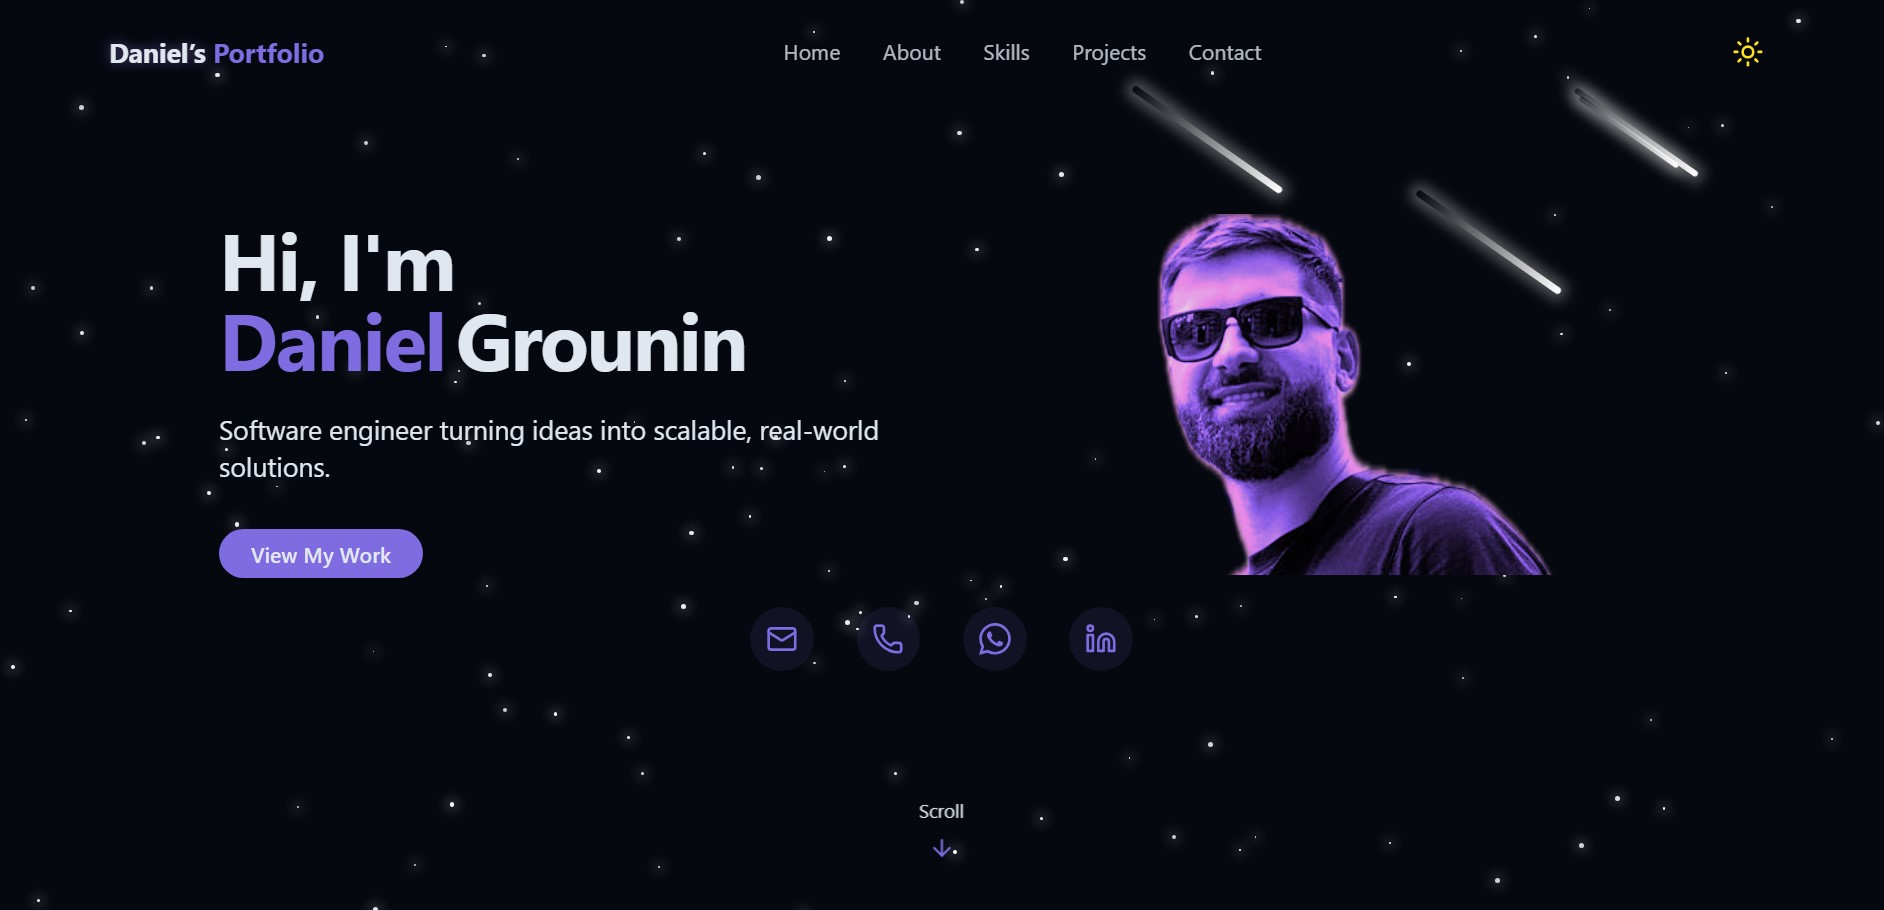 Daniel’s Portfolio
Home About Skills Projects Contact
Hi, I'm
Daniel Grounin
Software engineer turning ideas into scalable, real-world
solutions.
View My Work
Scroll